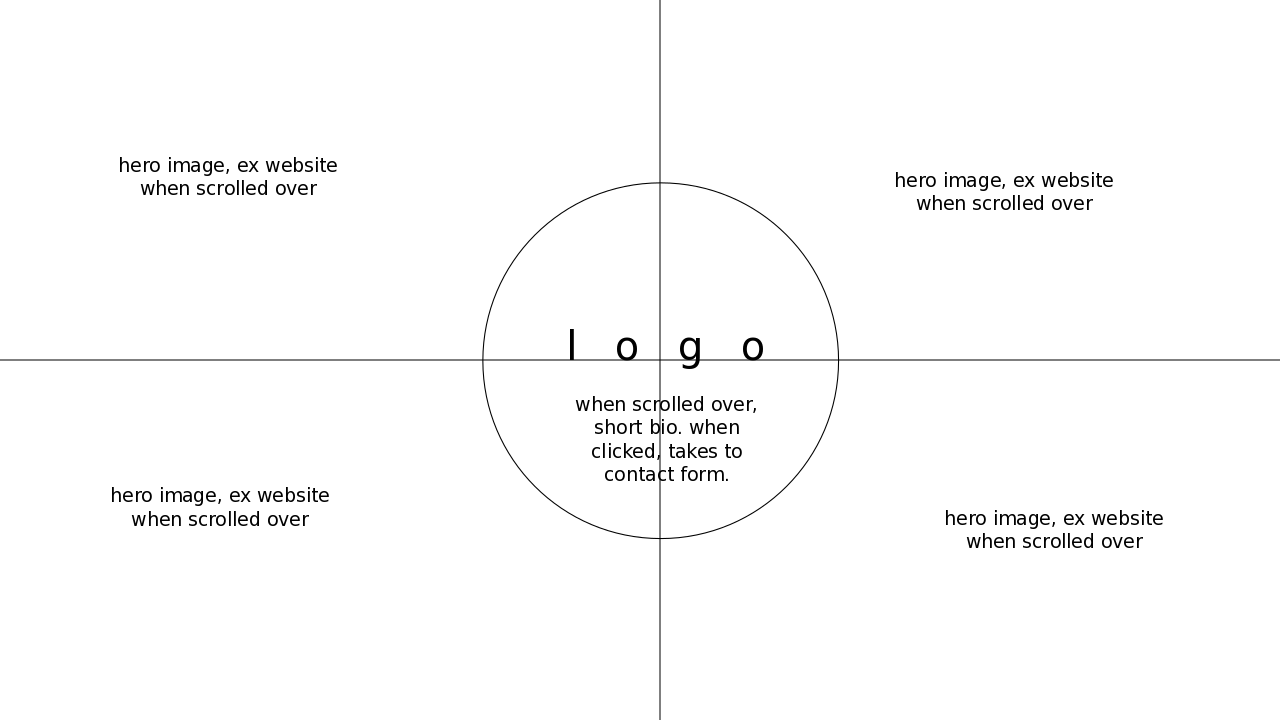 hero image, ex website
when scrolled over
hero image, ex website
when scrolled over
l o g o
when scrolled over,
short bio. when
clicked, takes to
contact form.
hero image, ex website
when scrolled over
hero image, ex website
when scrolled over